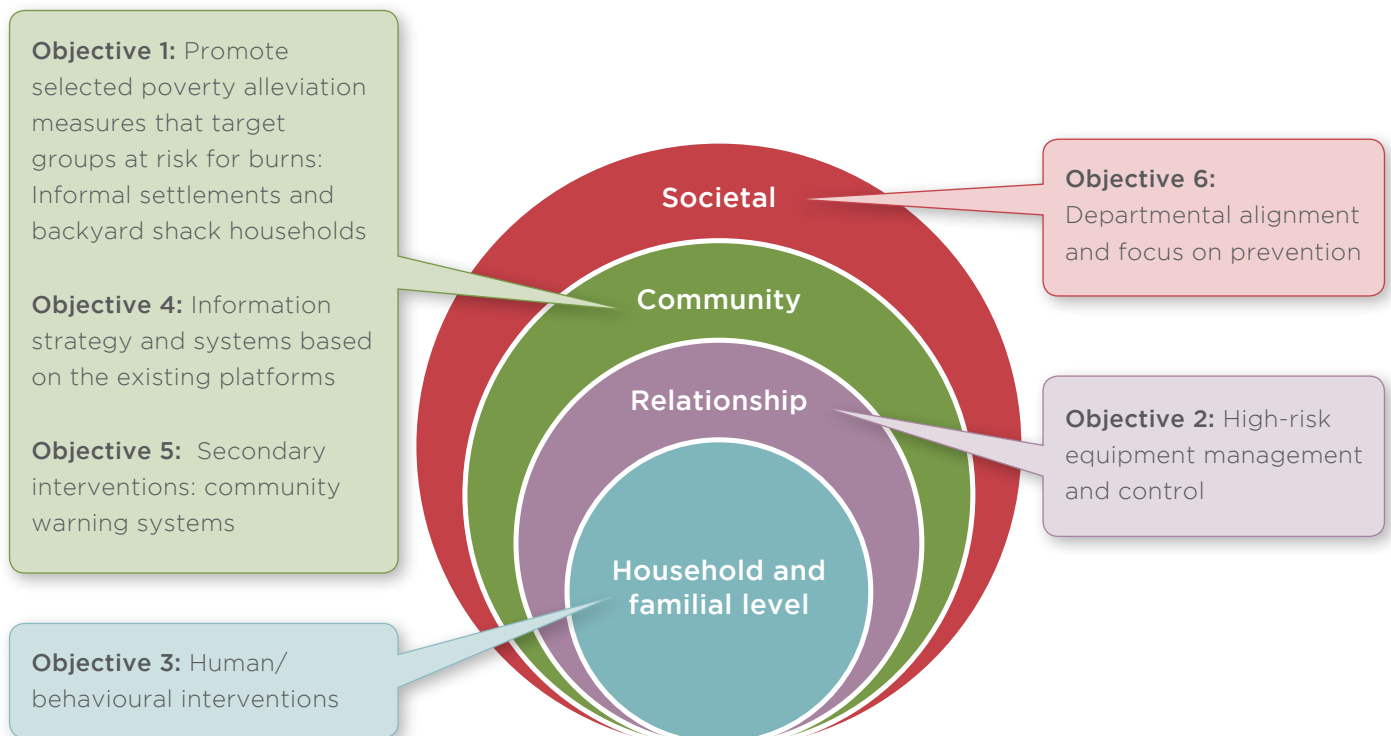 Objective 1: Promote
selected poverty alleviation
measures that target
groups at risk for burns:
Informal settlements and
backyard shack households
Objective 4: Information
strategy and systems based
on the existing platforms
Objective 5: Secondary
interventions: community
warning systems
Objective 3: Human/
behavioural interventions
Societal
Community
Relationship
Household and
familial level
Objective 6:
Departmental alignment
and focus on prevention
Objective 2: High-risk
equipment management
and control